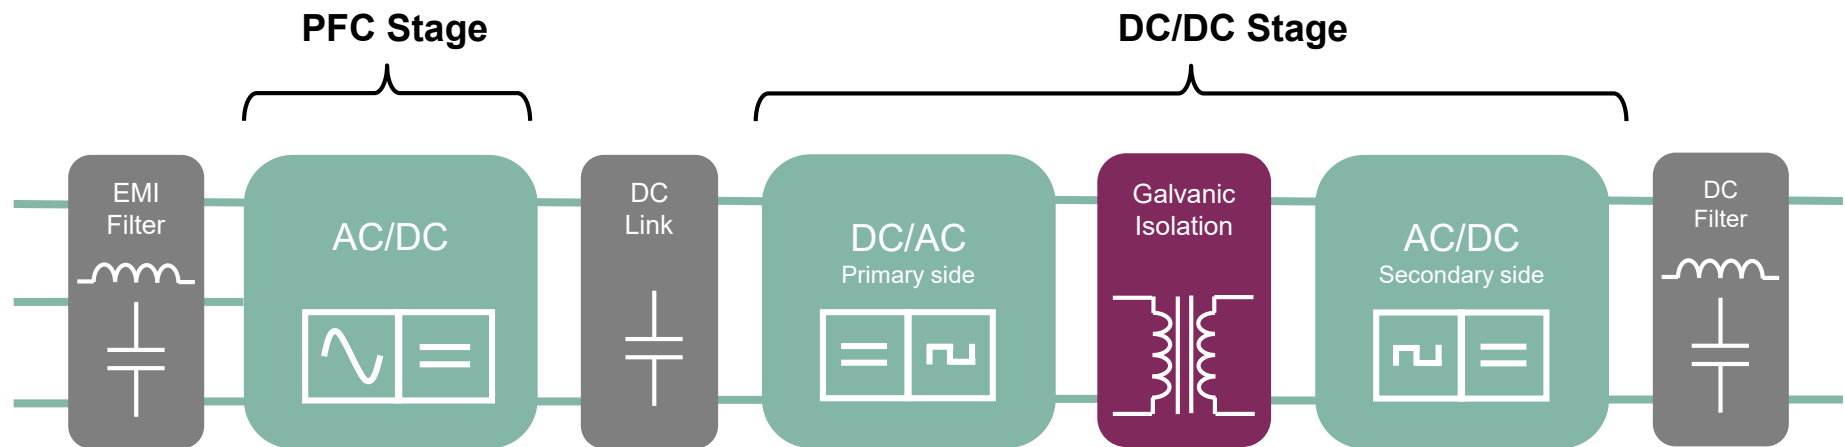 PFC Stage
DC/DC Stage
EMI
Filter
AC/DC
DC
Link
DC/AC
Primary side
Galvanic
Isolation
AC/DC
Secondary side
DC
Filter